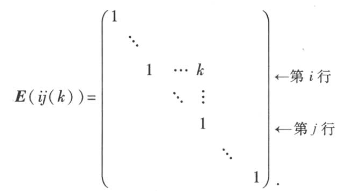 1
⋱
1 ⋯ k ←第 i 行
E(ij(k))= ⋱ ⋮
1 ←第 j 行
⋱
1 .